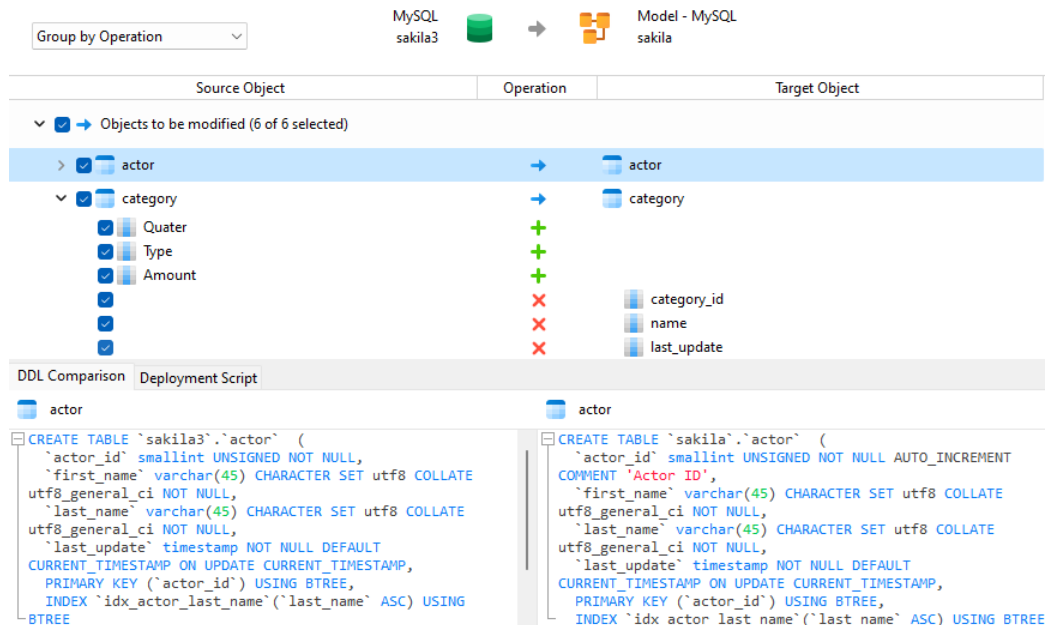 Group by Operation
MySQL
sakila3
Model - MySQL
sakila
Source Object Operation Target Object
Objects to be modified (6 of 6 selected)
actor actor
category category
Quater
Type
Amount
category_id
name
last_update
DDL Comparison Deployment Script
actor
CREATE TABLE `sakila3`.`actor`  (
`actor_id` smallint UNSIGNED NOT NULL,
`first_name` varchar(45) CHARACTER SET utf8 COLLATE
utf8_general_ci NOT NULL,
`last_name` varchar(45) CHARACTER SET utf8 COLLATE
utf8_general_ci NOT NULL,
`last_update` timestamp NOT NULL DEFAULT
CURRENT_TIMESTAMP ON UPDATE CURRENT_TIMESTAMP,
PRIMARY KEY (`actor_id`) USING BTREE,
INDEX `idx_actor_last_name`(`last_name` ASC) USING
BTREE
actor
CREATE TABLE `sakila`.`actor`  (
`actor_id` smallint UNSIGNED NOT NULL AUTO_INCREMENT
COMMENT 'Actor ID',
`first_name` varchar(45) CHARACTER SET utf8 COLLATE
utf8_general_ci NOT NULL,
`last_name` varchar(45) CHARACTER SET utf8 COLLATE
utf8_general_ci NOT NULL,
`last_update` timestamp NOT NULL DEFAULT
CURRENT_TIMESTAMP ON UPDATE CURRENT_TIMESTAMP,
PRIMARY KEY (`actor_id`) USING BTREE,
INDEX `idx_actor_last_name`(`last_name` ASC) USING BTREE